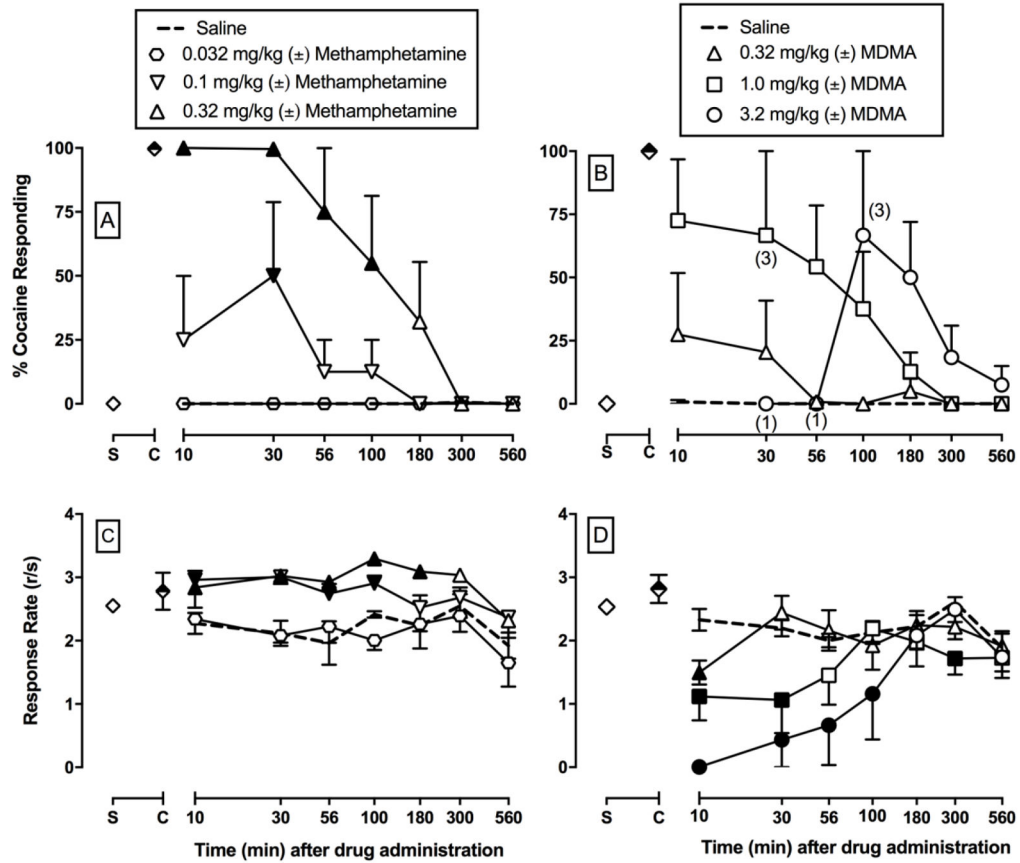 Saline
0.032 mg/kg (±) Methamphetamine
0.1 mg/kg (±) Methamphetamine
0.32 mg/kg (±) Methamphetamine
Saline
0.32 mg/kg (±) MDMA
1.0 mg/kg (±) MDMA
3.2 mg/kg (±) MDMA
% Cocaine Responding
100
75
50
25
0
A
S C 10 30 56 100 180 300 560
100
75
50
25
0
B
(3)
(3)
(1)
(1)
S C 10 30 56 100 180 300 560
Response Rate (r/s)
4
3
2
1
0
C
S C 10 30 56 100 180 300 560
Time (min) after drug administration
4
3
2
1
0
D
S C 10 30 56 100 180 300 560
Time (min) after drug administration